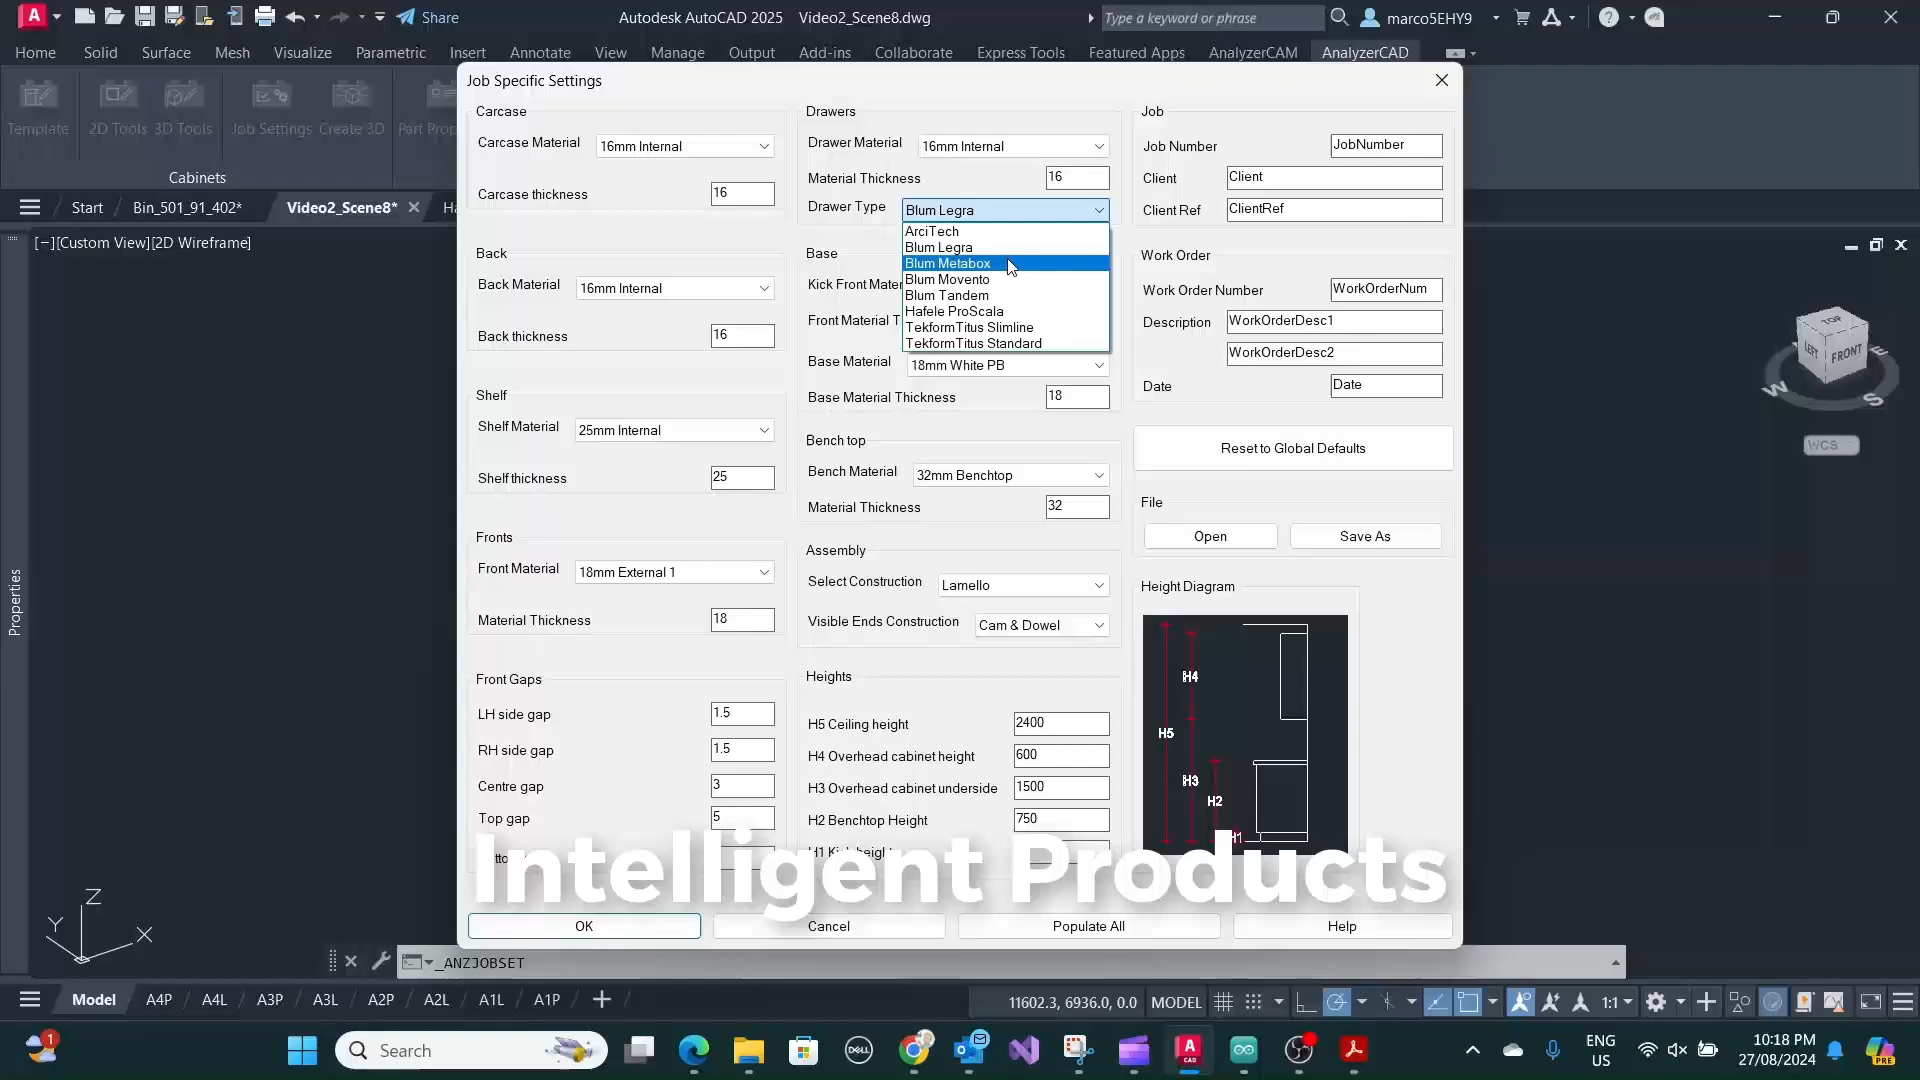 Share
Autodesk AutoCAD 2025 Video2_Scene8.dwg
Type a keyword or phrase
marco5EHY9
Home Solid Surface Mesh Visualize Parametric Insert Annotate View Manage Output Add-ins Collaborate Express Tools Featured Apps AnalyzerCAM AnalyzerCAD
Template 2D Tools 3D Tools Job Settings Create 3D Part Prop
Cabinets
Start Bin_501_91_402* Video2_Scene8*
[−][Custom View][2D Wireframe]
Properties
Job Specific Settings
Carcase
Carcase Material 16mm Internal
Carcase thickness 16
Back
Back Material 16mm Internal
Back thickness 16
Shelf
Shelf Material 25mm Internal
Shelf thickness 25
Fronts
Front Material 18mm External 1
Material Thickness 18
Front Gaps
LH side gap 1.5
RH side gap 1.5
Centre gap 3
Top gap 5
Drawers
Drawer Material 16mm Internal
Material Thickness 16
Drawer Type Blum Legra
ArciTech
Blum Legra
Blum Metabox
Blum Movento
Blum Tandem
Hafele ProScala
TekformTitus Slimline
TekformTitus Standard
Base
Kick Front Mater
Front Material T
Base Material 18mm White PB
Base Material Thickness 18
Bench top
Bench Material 32mm Benchtop
Material Thickness 32
Assembly
Select Construction Lamello
Visible Ends Construction Cam & Dowel
Heights
H5 Ceiling height 2400
H4 Overhead cabinet height 600
H3 Overhead cabinet underside 1500
H2 Benchtop Height 750
H1 Kick height
Job
Job Number JobNumber
Client Client
Client Ref ClientRef
Work Order
Work Order Number WorkOrderNum
Description WorkOrderDesc1
WorkOrderDesc2
Date Date
Reset to Global Defaults
File
Open Save As
Height Diagram
H4
H5
H3
H2
H1
Intelligent Products
OK Cancel Populate All Help
TOP
LEFT FRONT
W S E
WCS
Z
Y X
_ANZJOBSET
Model A4P A4L A3P A3L A2P A2L A1L A1P
11602.3, 6936.0, 0.0 MODEL 1:1
1
Search
DELL
A
CAD
ENG
US
10:18 PM
27/08/2024
PRE